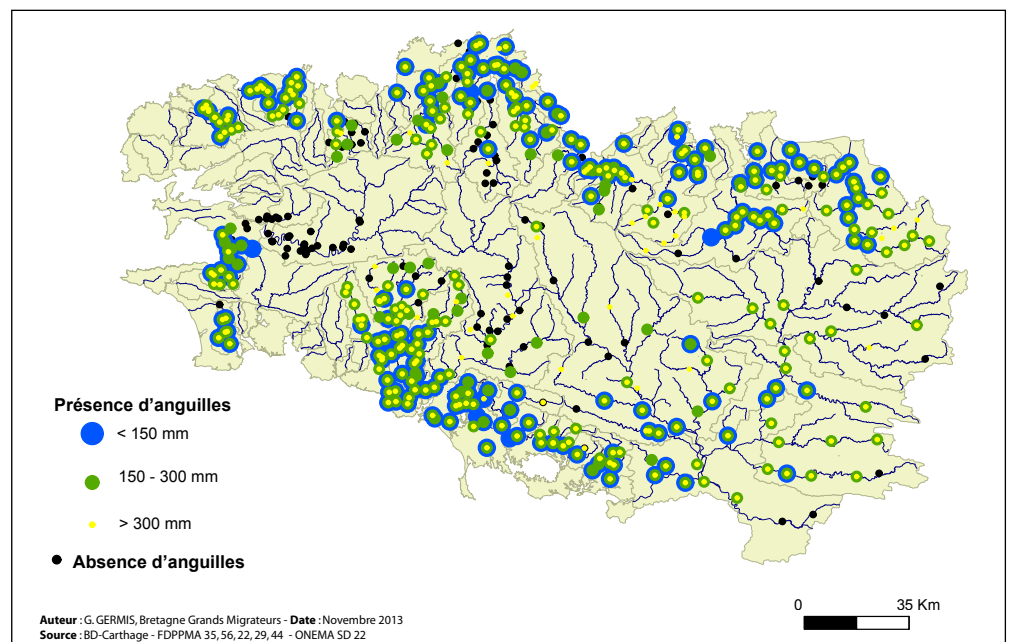 Présence d'anguilles
< 150 mm
150 - 300 mm
> 300 mm
Absence d'anguilles
0 35 Km
Auteur : G. GERMIS, Bretagne Grands Migrateurs - Date : Novembre 2013
Source : BD-Carthage - FDPPMA 35, 56, 22, 29, 44 - ONEMA SD 22